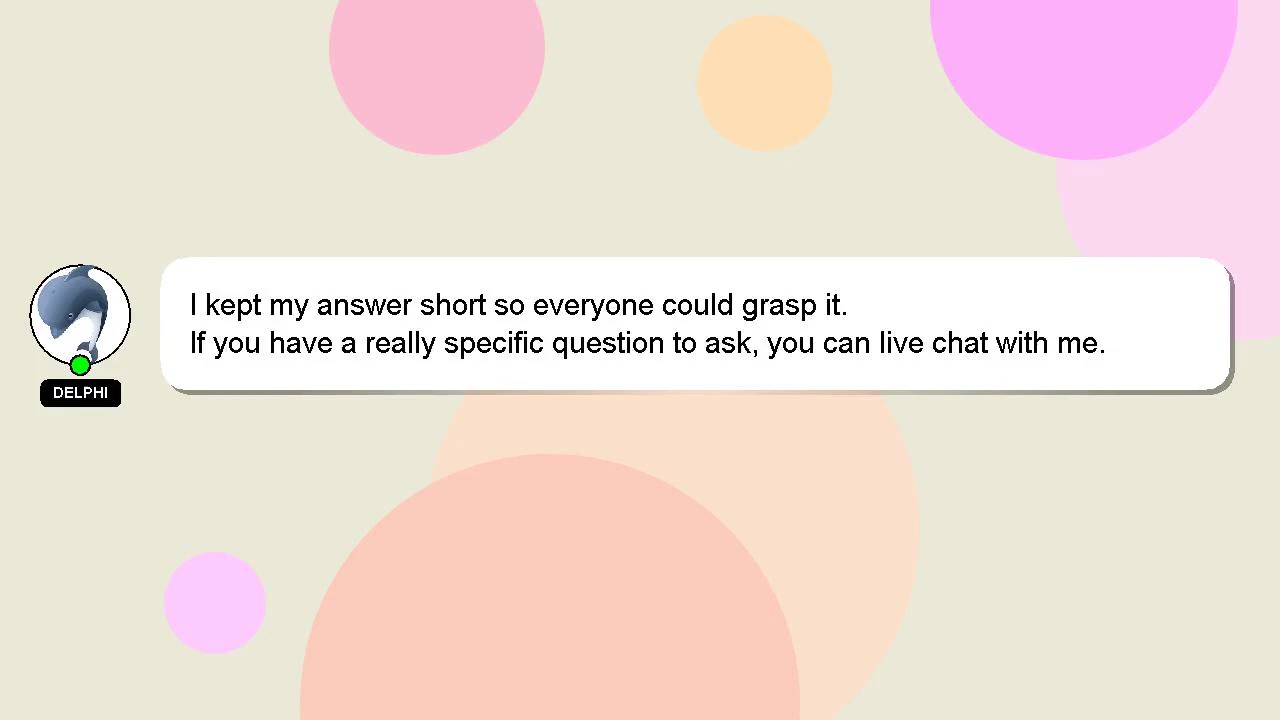 I kept my answer short so everyone could grasp it.
If you have a really specific question to ask, you can live chat with me.
DELPHI